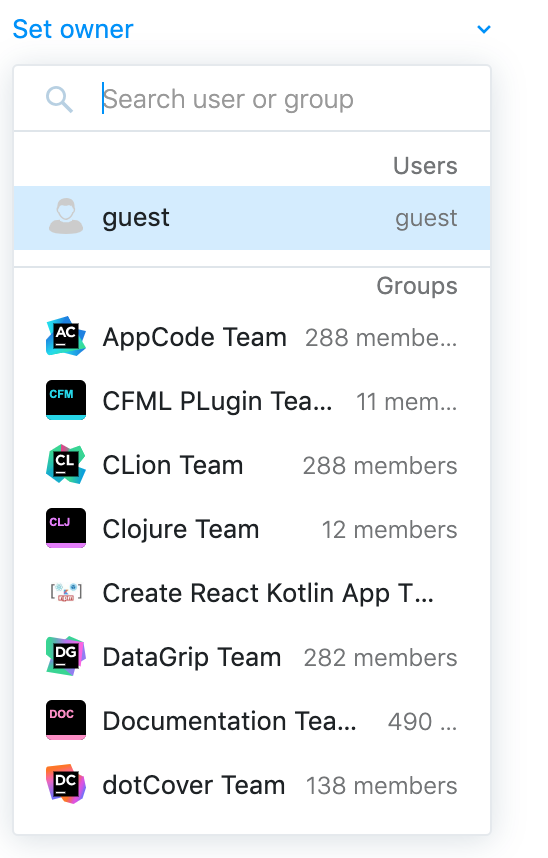 Set owner
Search user or group
Users
guest guest
Groups
AC AppCode Team 288 membe...
CFM CFML PLugin Tea... 11 mem...
CL CLion Team 288 members
CLJ Clojure Team 12 members
Create React Kotlin App T...
DG DataGrip Team 282 members
DOC Documentation Tea... 490 ...
DC dotCover Team 138 members